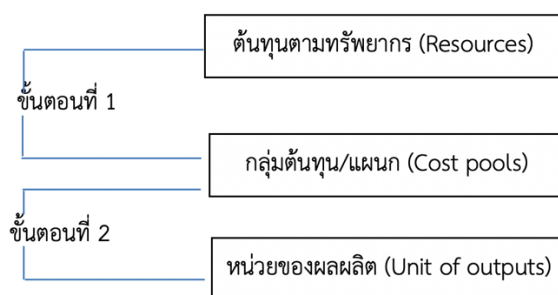 ต้นทุนตามทรัพยากร (Resources)
ขั้นตอนที่ 1
กลุ่มต้นทุน/แผนก (Cost pools)
ขั้นตอนที่ 2
หน่วยของผลผลิต (Unit of outputs)